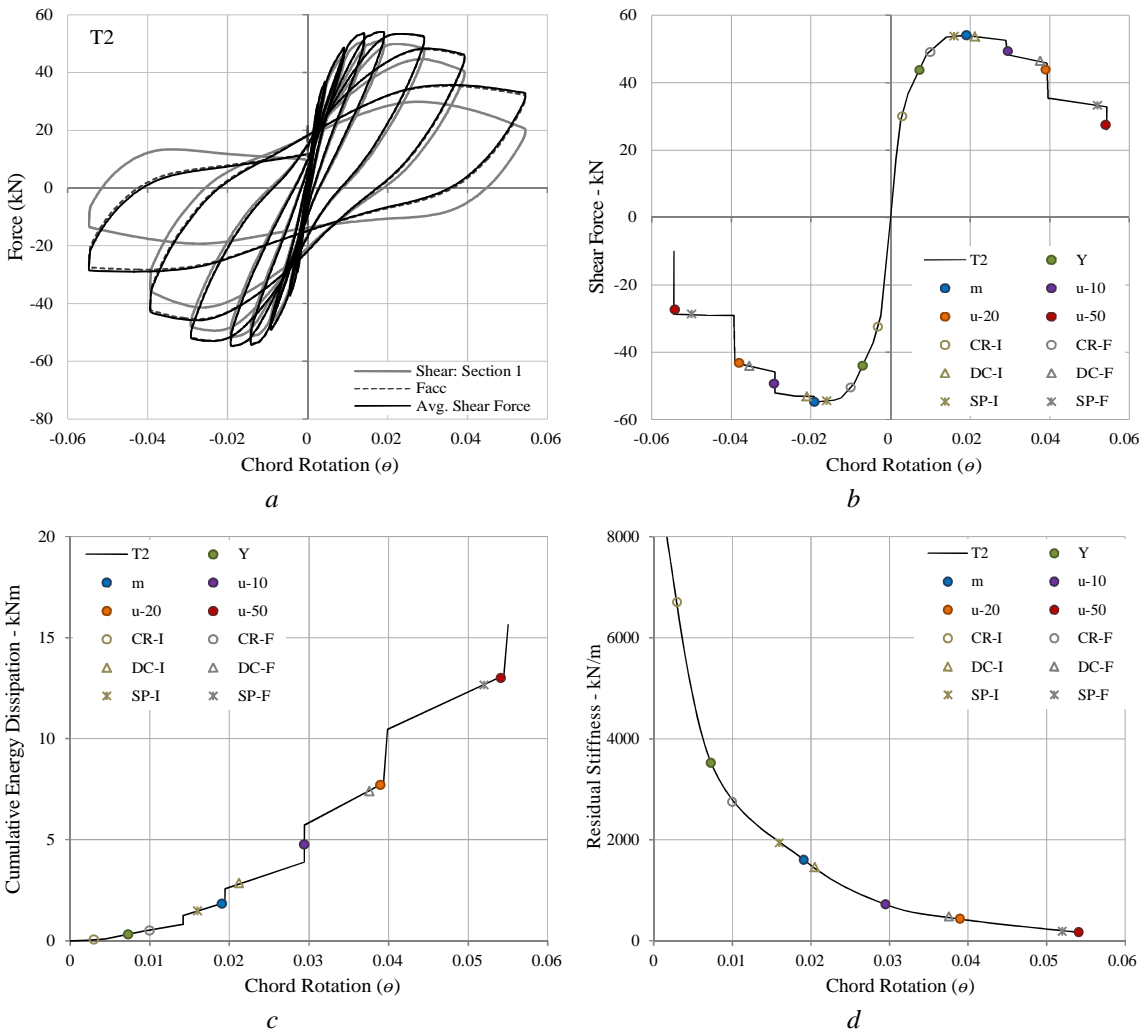 T2
Force (kN)
60
40
20
0
-20
-40
-60
-80
-0.06
-0.04
-0.02
0
0.02
0.04
0.06
Shear: Section 1
Facc
Avg. Shear Force
Chord Rotation (ө)
a
Shear Force - kN
60
40
20
0
-20
-40
-60
-0.06
-0.04
-0.02
0
0.02
0.04
0.06
T2
Y
m
u-10
u-20
u-50
CR-I
CR-F
DC-I
DC-F
SP-I
SP-F
Chord Rotation (ө)
b
Cumulative Energy Dissipation - kNm
20
15
10
5
0
0
0.01
0.02
0.03
0.04
0.05
0.06
T2
Y
m
u-10
u-20
u-50
CR-I
CR-F
DC-I
DC-F
SP-I
SP-F
Chord Rotation (ө)
c
Residual Stiffness - kN/m
8000
6000
4000
2000
0
0
0.01
0.02
0.03
0.04
0.05
0.06
T2
Y
m
u-10
u-20
u-50
CR-I
CR-F
DC-I
DC-F
SP-I
SP-F
Chord Rotation (ө)
d